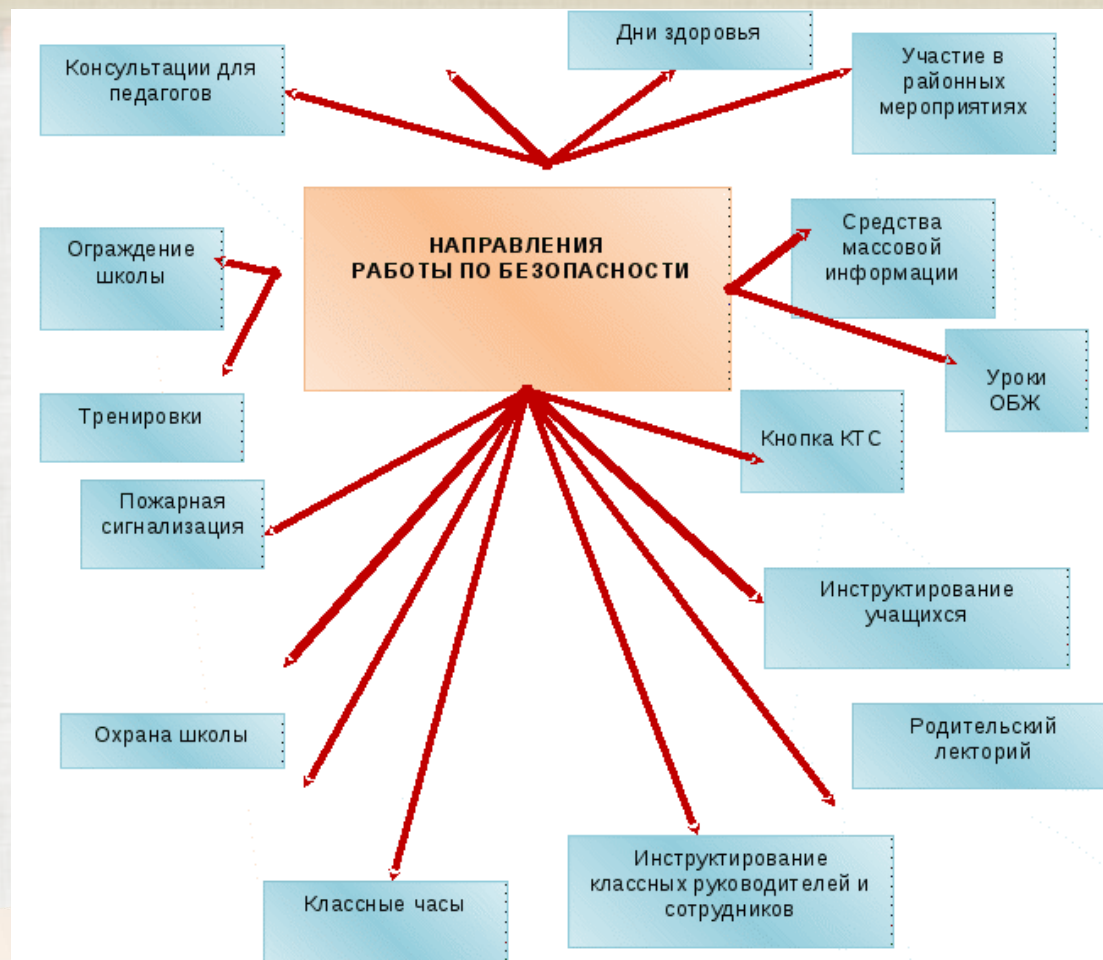 Дни здоровья
Консультации для
педагогов
Участие в
районных
мероприятиях
НАПРАВЛЕНИЯ
РАБОТЫ ПО БЕЗОПАСНОСТИ
Ограждение
школы
Средства
массовой
информации
Уроки
ОБЖ
Тренировки
Кнопка КТС
Пожарная
сигнализация
Инструктирование
учащихся
Охрана школы
Родительский
лекторий
Инструктирование
классных руководителей и
сотрудников
Классные часы